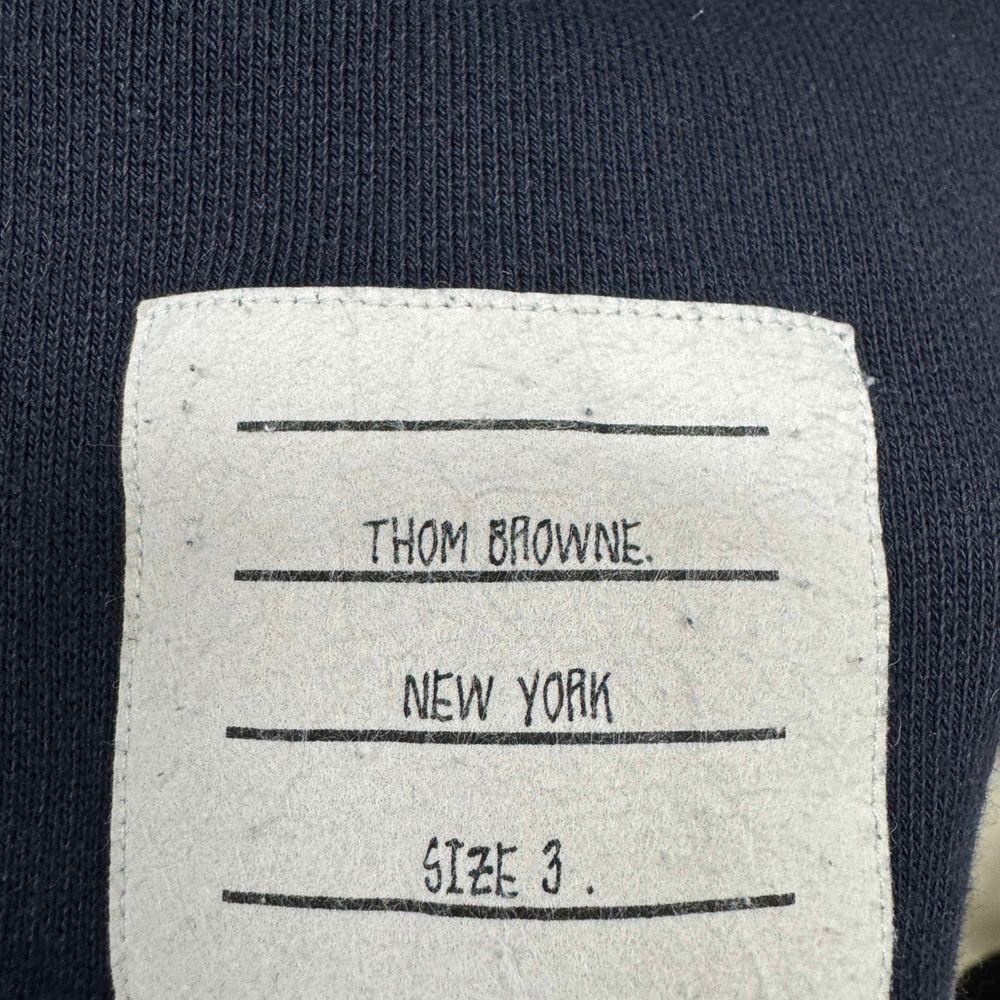 THOM BROWNE.
NEW YORK
SIZE 3.